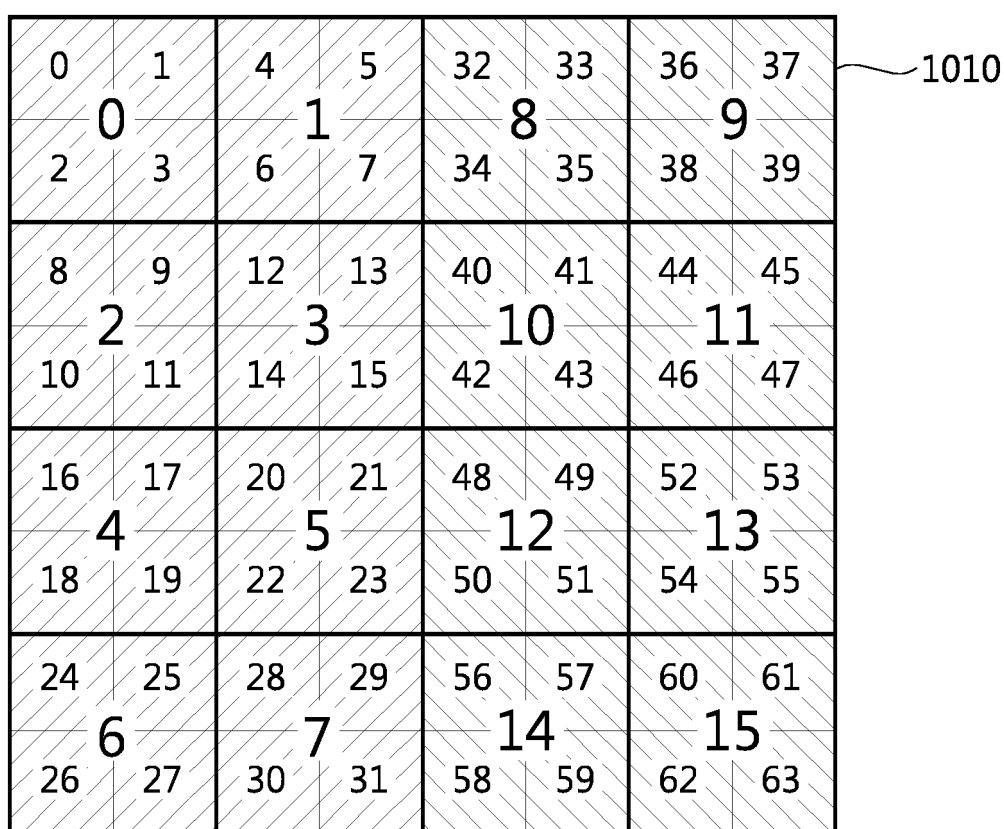 0 1 4 5 32 33 36 37 1010
0 1 8 9
2 3 6 7 34 35 38 39
8 9 12 13 40 41 44 45
2 3 10 11
10 11 14 15 42 43 46 47
16 17 20 21 48 49 52 53
4 5 12 13
18 19 22 23 50 51 54 55
24 25 28 29 56 57 60 61
6 7 14 15
26 27 30 31 58 59 62 63